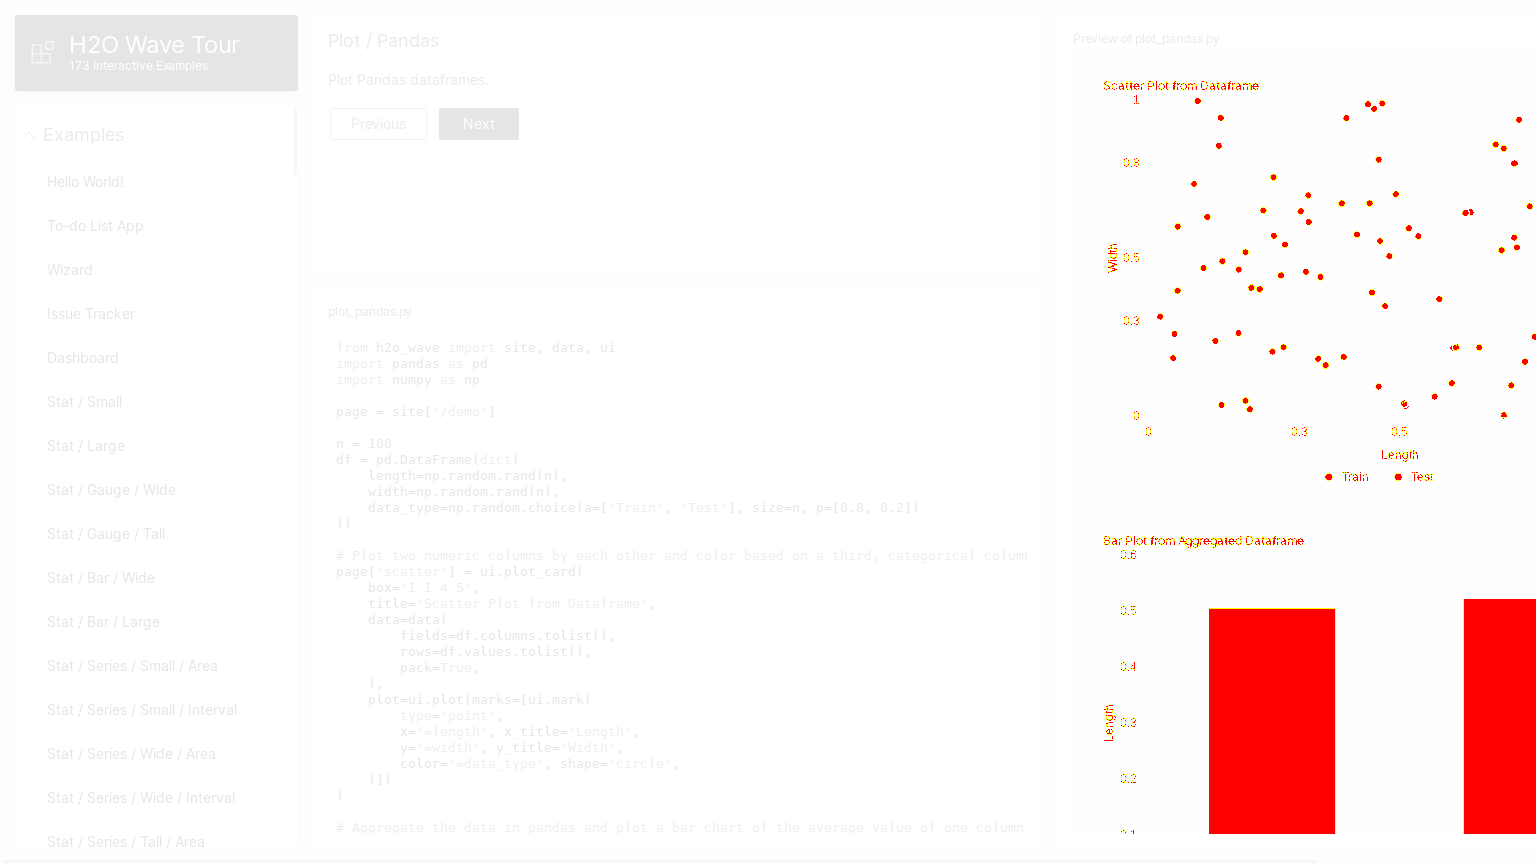 H2O Wave Tour
173 Interactive Examples
Examples
Hello World!
To-do List App
Wizard
Issue Tracker
Dashboard
Stat / Small
Stat / Large
Stat / Gauge / Wide
Stat / Gauge / Tall
Stat / Bar / Wide
Stat / Bar / Large
Stat / Series / Small / Area
Stat / Series / Small / Interval
Stat / Series / Wide / Area
Stat / Series / Wide / Interval
Stat / Series / Tall / Area
Plot / Pandas
Plot Pandas dataframes.
Previous
Next
plot_pandas.py
from h2o_wave import site, data, ui
import pandas as pd
import numpy as np
page = site['/demo']
n = 100
df = pd.DataFrame(dict(
    length=np.random.rand(n),
    width=np.random.rand(n),
    data_type=np.random.choice(a=['Train', 'Test'], size=n, p=[0.8, 0.2])
))
# Plot two numeric columns by each other and color based on a third, categorical column
page['scatter'] = ui.plot_card(
    box='1 1 4 5',
    title='Scatter Plot from Dataframe',
    data=data(
        fields=df.columns.tolist(),
        rows=df.values.tolist(),
        pack=True,
    ),
    plot=ui.plot(marks=[ui.mark(
        type='point',
        x='=length', x_title='Length',
        y='=width', y_title='Width',
        color='=data_type', shape='circle',
    )])
)
# Aggregate the data in pandas and plot a bar chart of the average value of one column
Preview of plot_pandas.py
Scatter Plot from Dataframe
1
0.8
Width
0.5
0.3
0
0
0.3
0.5
Length
Train
Test
Bar Plot from Aggregated Dataframe
0.6
0.5
0.4
Length
0.3
0.2
0.1